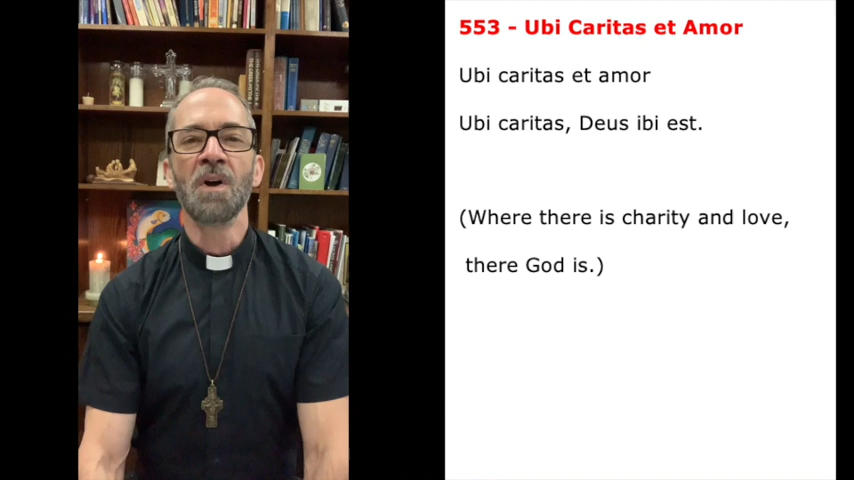 553 - Ubi Caritas et Amor
Ubi caritas et amor
Ubi caritas, Deus ibi est.
(Where there is charity and love,
there God is.)